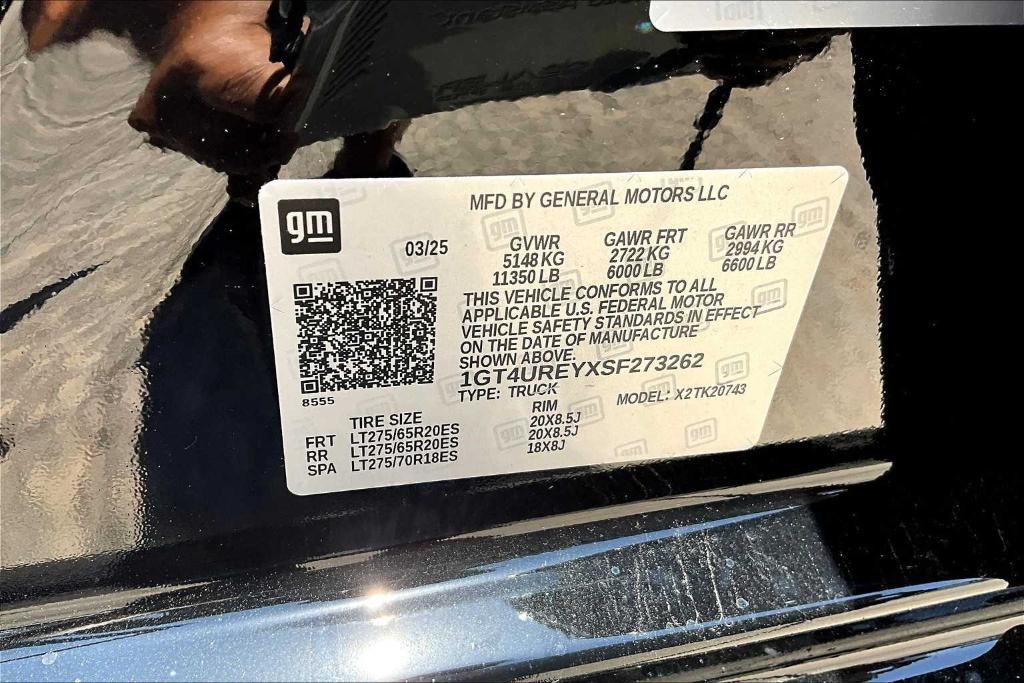 gm
MFD BY GENERAL MOTORS LLC
03/25
GVWR
5148 KG
11350 LB
GAWR FRT
2722 KG
6000 LB
GAWR RR
2994 KG
6600 LB
THIS VEHICLE CONFORMS TO ALL
APPLICABLE U.S. FEDERAL MOTOR
VEHICLE SAFETY STANDARDS IN EFFECT
ON THE DATE OF MANUFACTURE
SHOWN ABOVE.
1GT4UREYXSF273262
TYPE: TRUCK
MODEL: X2TK20743
8555
TIRE SIZE
RIM
FRT LT275/65R20ES 20X8.5J
RR LT275/65R20ES 20X8.5J
SPA LT275/70R18ES 18X8J